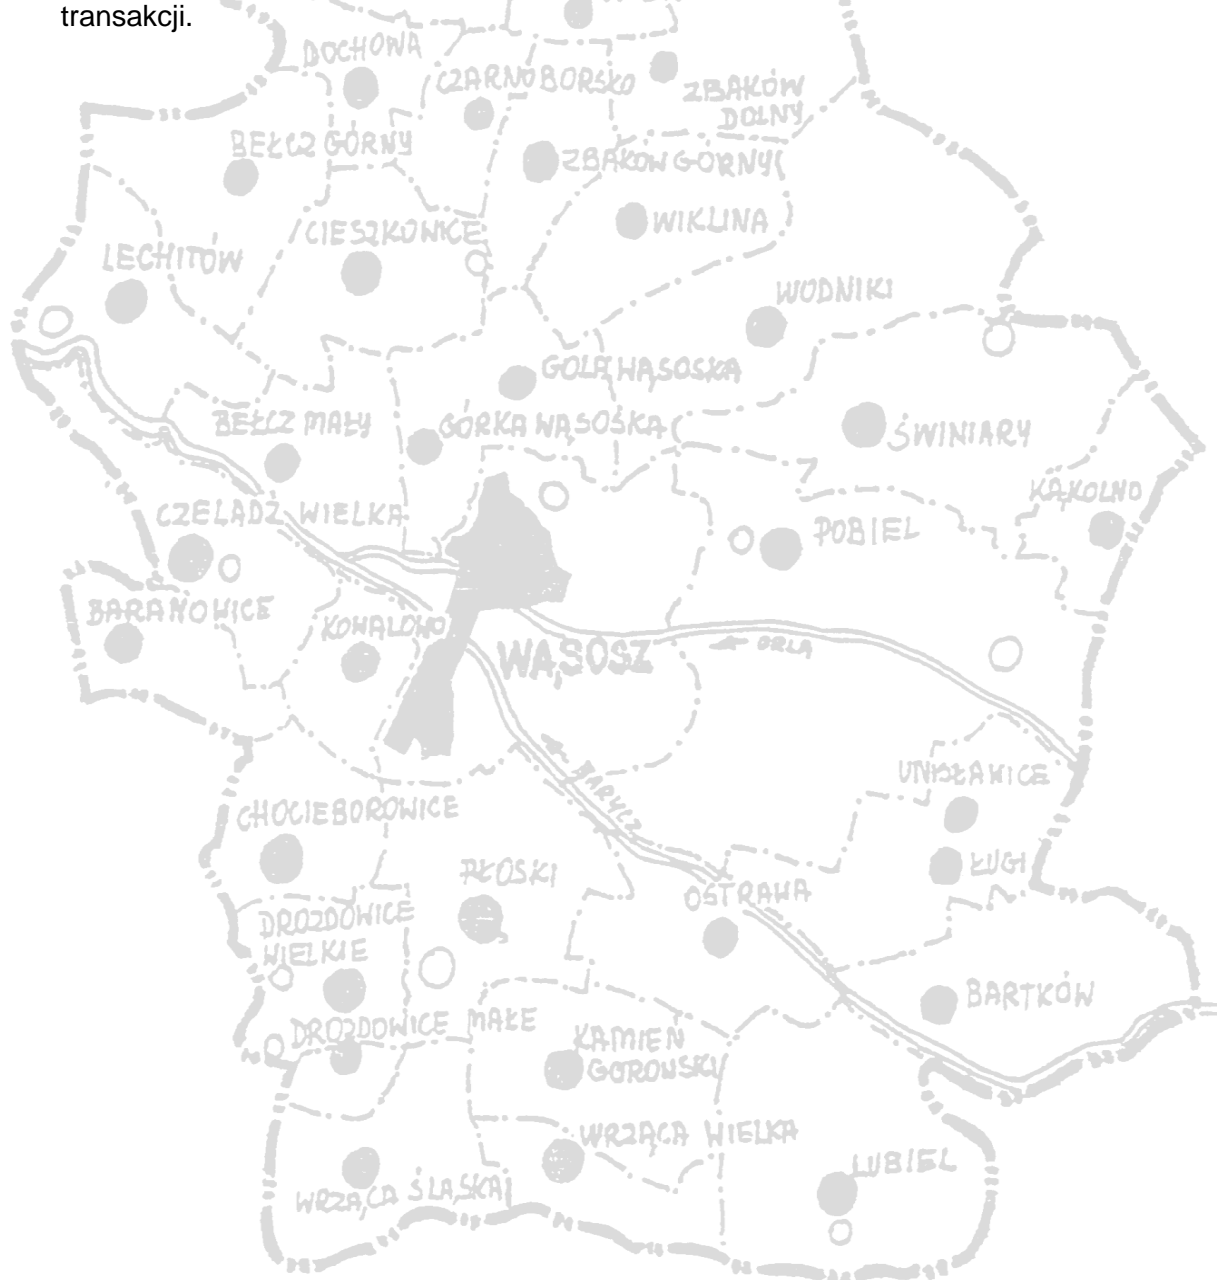 transakcji.
DOCHOWA
CZARNOBORSKO
ZBAKÓW
DOLNY
BEŁCZ GÓRNY
ZBAKÓW GÓRNY
WIKLINA
CIESZKOWICE
LECHITÓW
WODNIKI
GOLA WĄSOSKA
BEŁCZ MAŁY
GÓRKA WĄSOSKA
ŚWINIARY
KĄKOLNO
CZELADŹ WIELKA
POBIEL
BARANOWICE
KOWALOWO
WĄSOSZ
ORLA
UNISŁAWICE
BARYCZ
CHOCIEBOROWICE
PŁOSKI
ŁUGI
OSTRAWA
DROZDOWICE
WIELKIE
BARTKÓW
DROZDOWICE MAŁE
KAMIEŃ
GOROWSKI
WRZĄCA WIELKA
LUBIEL
WRZĄCA ŚLĄSKA